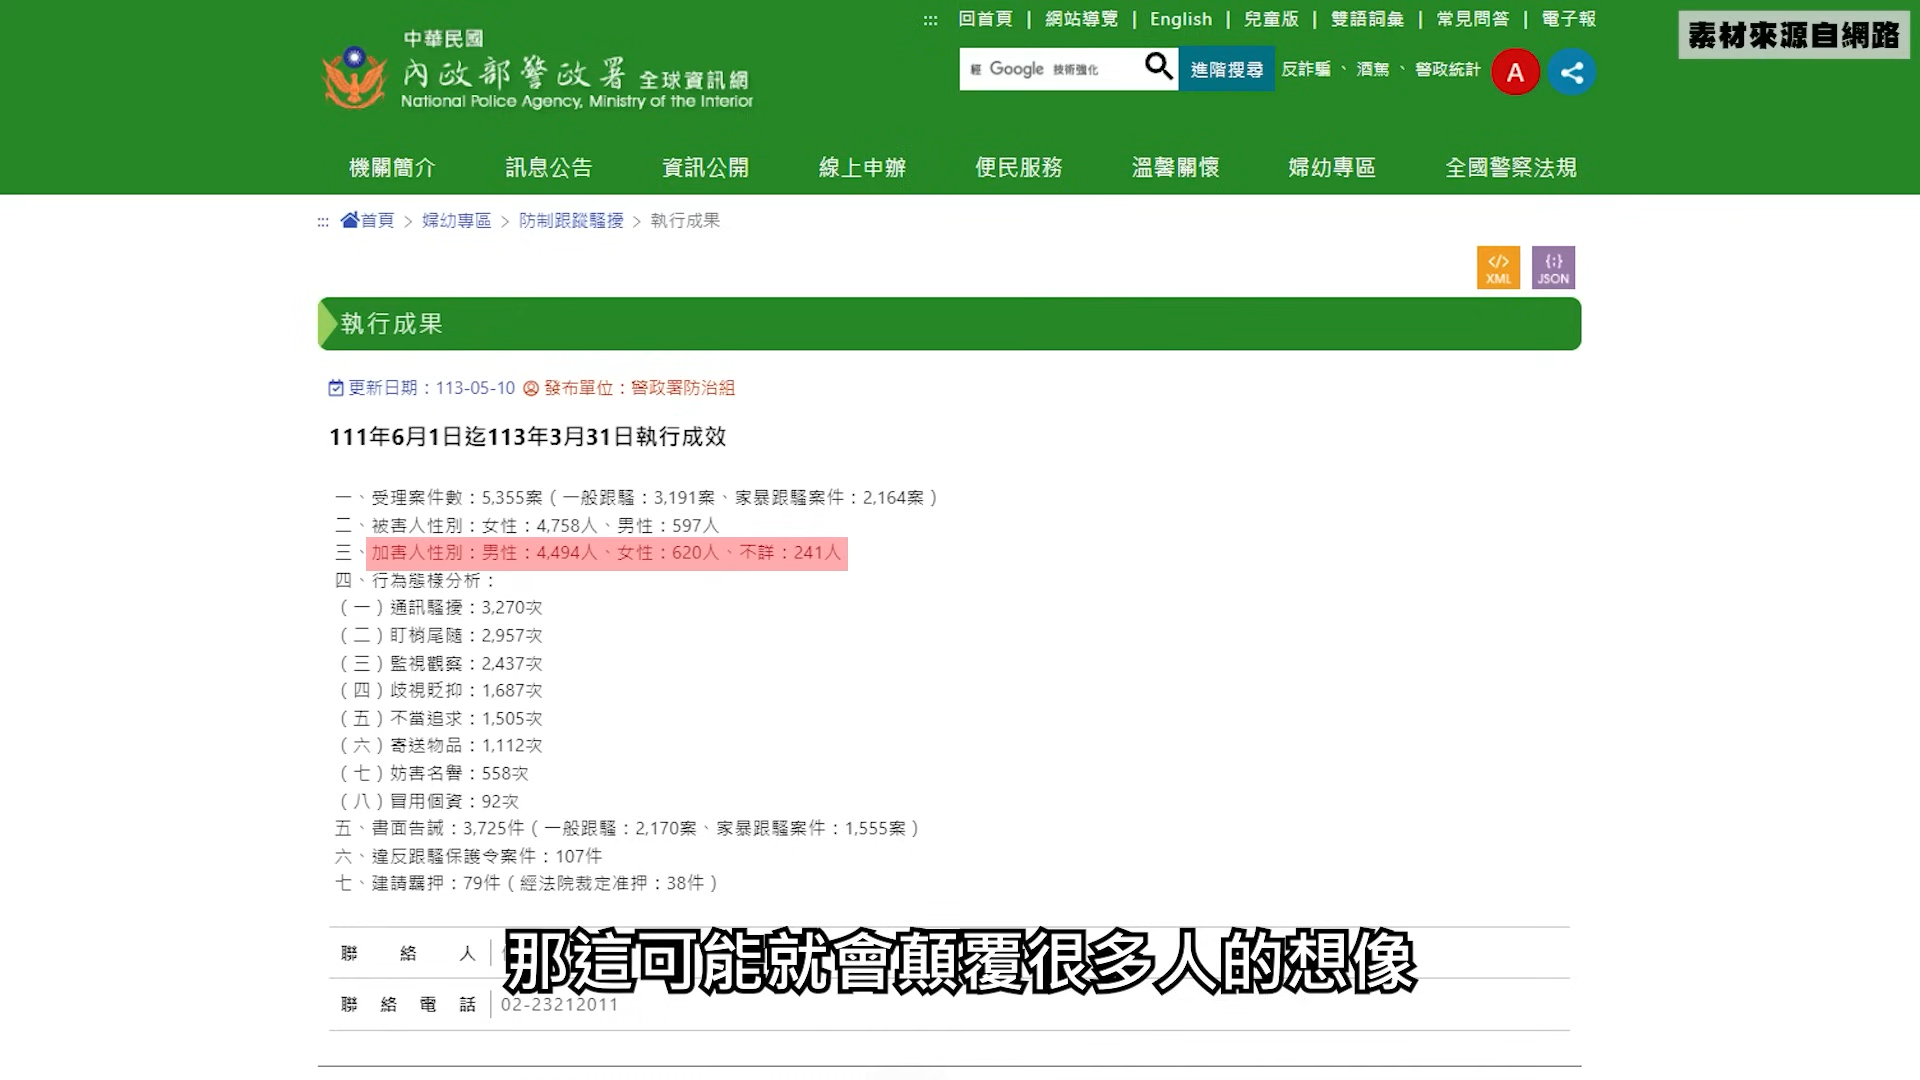 ::: 回首頁 | 網站導覽 | English | 兒童版 | 雙語詞彙 | 常見問答 | 電子報
素材來源自網路
中華民國
內政部警政署 全球資訊網
National Police Agency, Ministry of the Interior
經 Google 技術強化
進階搜尋
反詐騙 、 酒駕 、 警政統計
A
機關簡介 訊息公告 資訊公開 線上申辦 便民服務 溫馨關懷 婦幼專區 全國警察法規
::: 首頁 > 婦幼專區 > 防制跟蹤騷擾 > 執行成果
</> XML
{;} JSON
執行成果
更新日期：113-05-10 發布單位：警政署防治組
111年6月1日迄113年3月31日執行成效
一、受理案件數：5,355案（一般跟騷：3,191案、家暴跟騷案件：2,164案）
二、被害人性別：女性：4,758人、男性：597人
三、加害人性別：男性：4,494人、女性：620人、不詳：241人
四、行為態樣分析：
（一）通訊騷擾：3,270次
（二）盯梢尾隨：2,957次
（三）監視觀察：2,437次
（四）歧視貶抑：1,687次
（五）不當追求：1,505次
（六）寄送物品：1,112次
（七）妨害名譽：558次
（八）冒用個資：92次
五、書面告誡：3,725件（一般跟騷：2,170案、家暴跟騷案件：1,555案）
六、違反跟騷保護令案件：107件
七、建請羈押：79件（經法院裁定准押：38件）
聯絡人
那這可能就會顛覆很多人的想像
聯絡電話 02-23212011